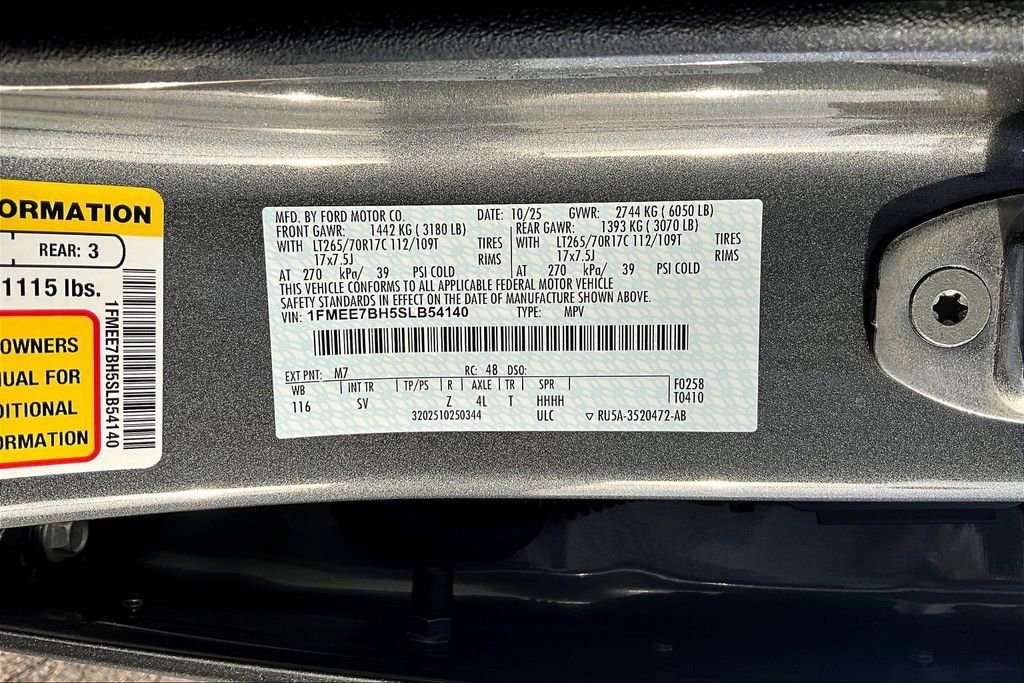 ORMATION
REAR: 3
1115 lbs.
OWNERS
UAL FOR
ITIONAL
ORMATION
1FMEE7BH5SLB54140
MFD. BY FORD MOTOR CO. DATE: 10/25 GVWR: 2744 KG (6050 LB)
FRONT GAWR: 1442 KG ( 3180 LB) REAR GAWR: 1393 KG ( 3070 LB)
WITH LT265/70R17C 112/109T TIRES WITH LT265/70R17C 112/109T TIRES
17x7.5J RIMS 17x7.5J RIMS
AT 270 kPa/ 39 PSI COLD AT 270 kPa/ 39 PSI COLD
THIS VEHICLE CONFORMS TO ALL APPLICABLE FEDERAL MOTOR VEHICLE
SAFETY STANDARDS IN EFFECT ON THE DATE OF MANUFACTURE SHOWN ABOVE.
VIN: 1FMEE7BH5SLB54140 TYPE: MPV
EXT PNT: M7 RC: 48 DSO:
WB INT TR TP/PS R AXLE TR SPR F0258
116 SV Z 4L T HHHH T0410
3202510250344 ULC ▽ RU5A-3520472-AB